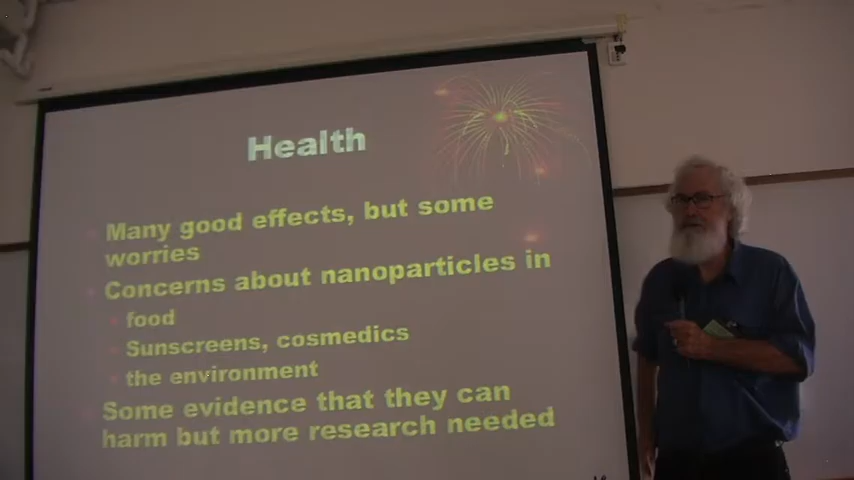 Health
Many good effects, but some
worries
Concerns about nanoparticles in
food
Sunscreens, cosmedics
the environment
Some evidence that they can
harm but more research needed